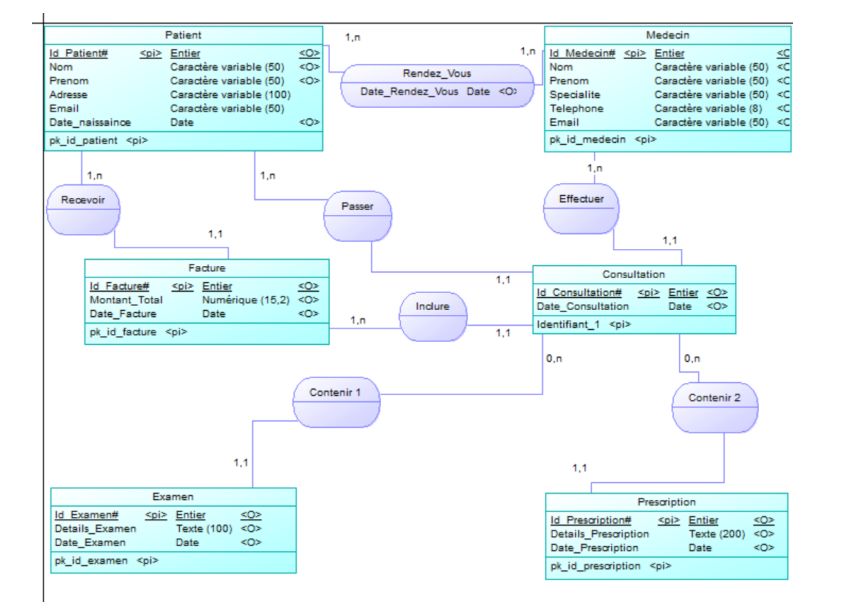 Patient
Id_Patient# <pi> Entier <O>
Nom Caractère variable (50) <O>
Prenom Caractère variable (50) <O>
Adresse Caractère variable (100)
Email Caractère variable (50)
Date_naissaince Date <O>
pk_id_patient <pi>
1,n
1,n
Rendez_Vous
Date_Rendez_Vous Date <O>
Medecin
Id_Medecin# <pi> Entier <O
Nom Caractère variable (50) <O
Prenom Caractère variable (50) <O
Specialite Caractère variable (50) <O
Telephone Caractère variable (8) <O
Email Caractère variable (50) <O
pk_id_medecin <pi>
1,n
1,n
1,n
Recevoir
Passer
Effectuer
1,1
1,1
1,1
Facture
Id_Facture# <pi> Entier <O>
Montant_Total Numérique (15,2) <O>
Date_Facture Date <O>
pk_id_facture <pi>
Inclure
1,n
1,1
Consultation
Id_Consultation# <pi> Entier <O>
Date_Consultation Date <O>
Identifiant_1 <pi>
0,n
0,n
Contenir 1
Contenir 2
1,1
1,1
Examen
Id_Examen# <pi> Entier <O>
Details_Examen Texte (100) <O>
Date_Examen Date <O>
pk_id_examen <pi>
Prescription
Id_Prescription# <pi> Entier <O>
Details_Prescription Texte (200) <O>
Date_Prescription Date <O>
pk_id_prescription <pi>